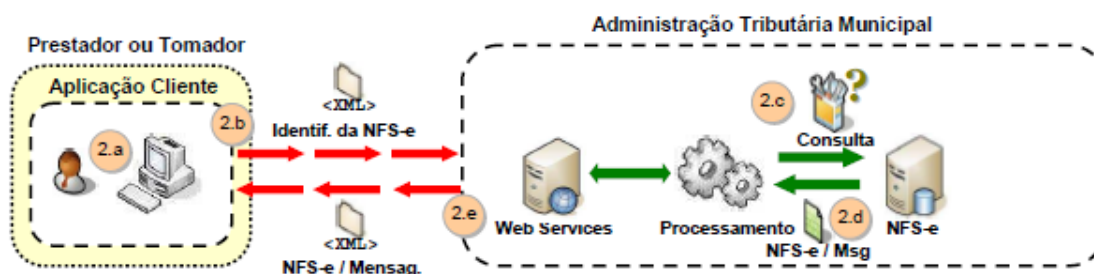 Administração Tributária Municipal
Prestador ou Tomador
Aplicação Cliente
2.a
2.b
<XML>
Identif. da NFS-e
2.c
?
Consulta
2.e
Web Services
Processamento
2.d
NFS-e / Msg
NFS-e
<XML>
NFS-e / Mensag.